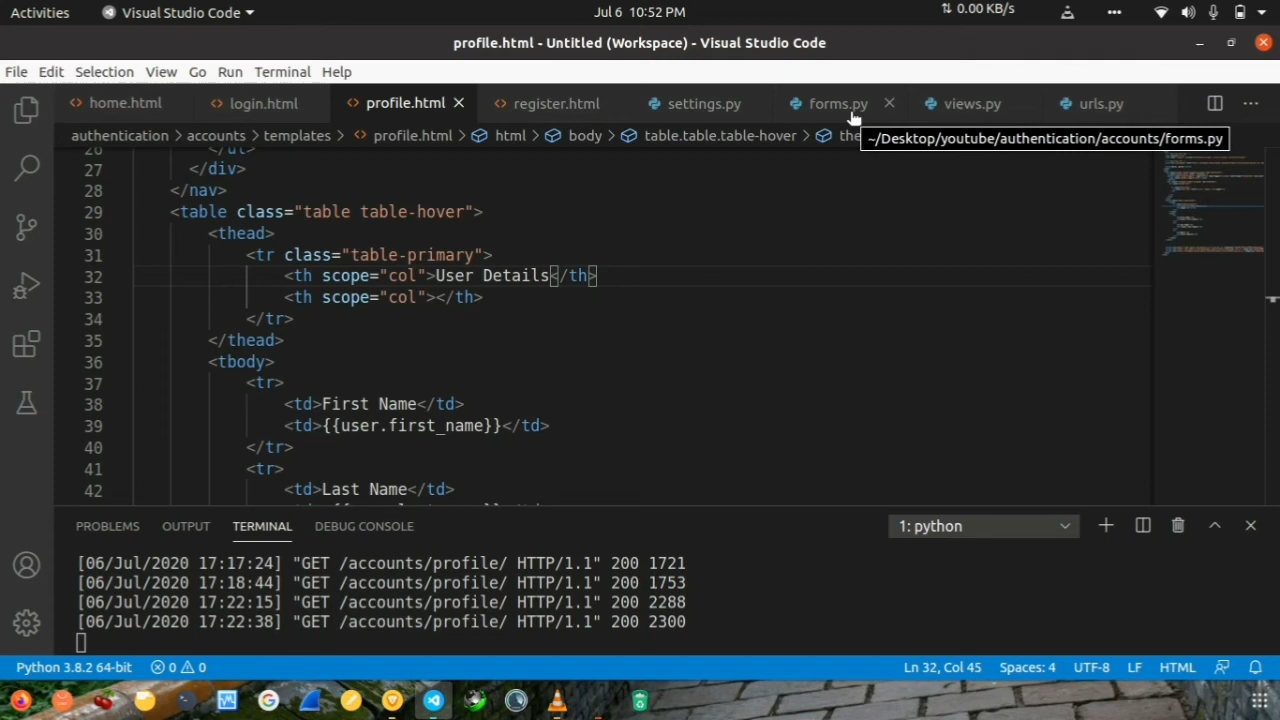 Activities
Visual Studio Code
Jul 6 10:52 PM
0.00 KB/s
profile.html - Untitled (Workspace) - Visual Studio Code
File Edit Selection View Go Run Terminal Help
home.html login.html profile.html register.html settings.py forms.py views.py urls.py
authentication > accounts > templates > profile.html > html > body > table.table.table-hover > the
~/Desktop/youtube/authentication/accounts/forms.py
26 </ul>
27 </div>
28 </nav>
29 <table class="table table-hover">
30 <thead>
31 <tr class="table-primary">
32 <th scope="col">User Details</th>
33 <th scope="col"></th>
34 </tr>
35 </thead>
36 <tbody>
37 <tr>
38 <td>First Name</td>
39 <td>{{user.first_name}}</td>
40 </tr>
41 <tr>
42 <td>Last Name</td>
PROBLEMS OUTPUT TERMINAL DEBUG CONSOLE
1: python
[06/Jul/2020 17:17:24] "GET /accounts/profile/ HTTP/1.1" 200 1721
[06/Jul/2020 17:18:44] "GET /accounts/profile/ HTTP/1.1" 200 1753
[06/Jul/2020 17:22:15] "GET /accounts/profile/ HTTP/1.1" 200 2288
[06/Jul/2020 17:22:38] "GET /accounts/profile/ HTTP/1.1" 200 2300
Python 3.8.2 64-bit 0 0 Ln 32, Col 45 Spaces: 4 UTF-8 LF HTML